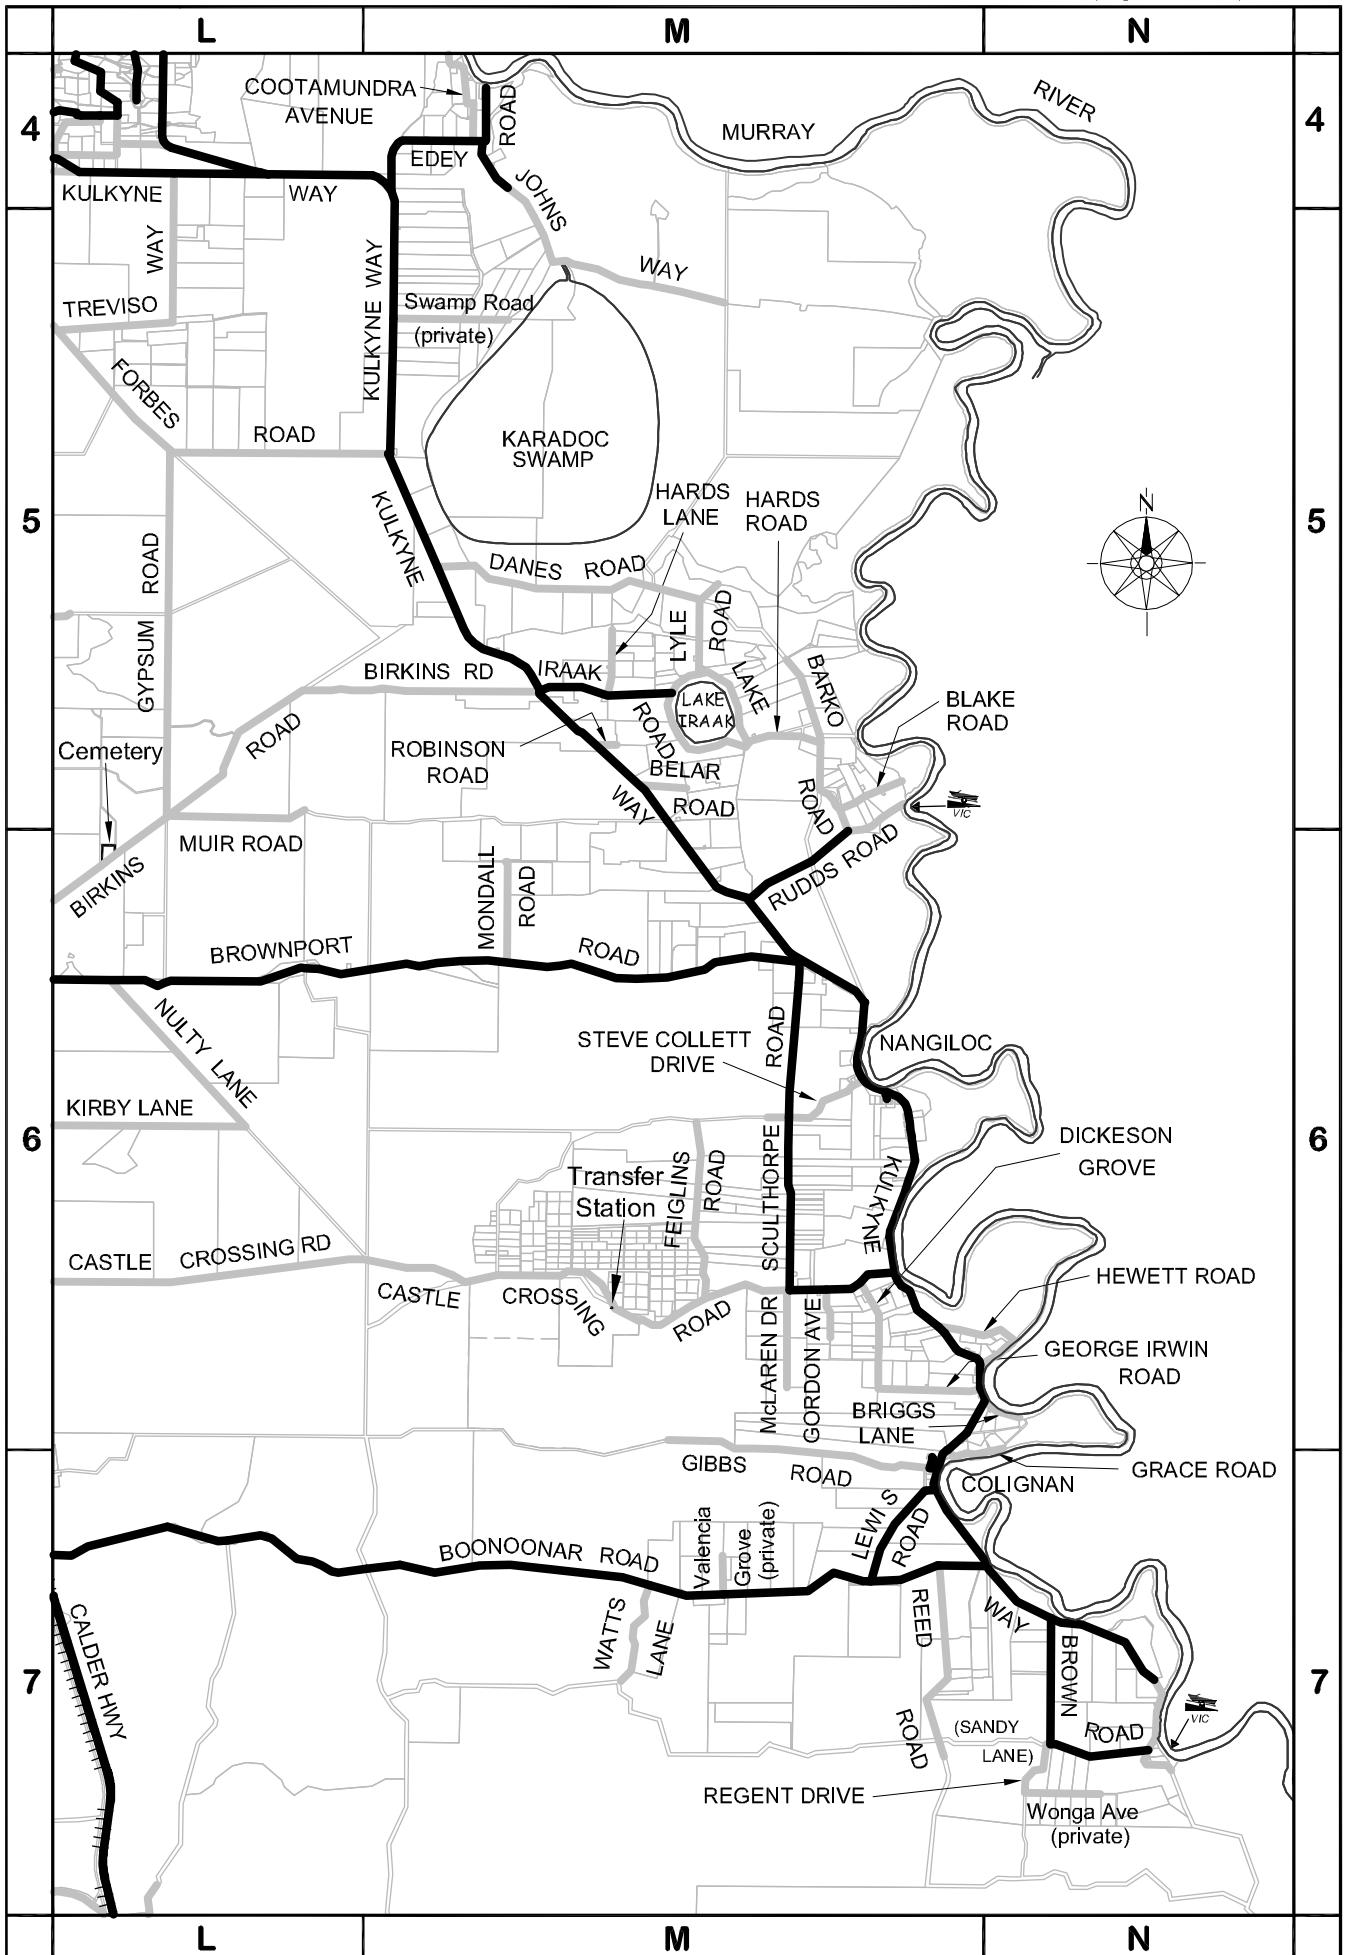 L
M
N
4
4
COOTAMUNDRA
AVENUE
ROAD
EDEY
MURRAY
RIVER
KULKYNE
WAY
JOHNS
WAY
WAY
TREVISO
KULKYNE WAY
Swamp Road
(private)
FORBES
ROAD
KARADOC
SWAMP
5
5
N
HARDS
LANE
HARDS
ROAD
KULKYNE
DANES ROAD
GYPSUM ROAD
LYLE
ROAD
BIRKINS RD
IRAAK
LAKE
BARKO
LAKE
IRAAK
BLAKE
ROAD
ROAD
ROAD
Cemetery
ROBINSON
ROAD
BELAR
ROAD
WAY
ROAD
VIC
MUIR ROAD
BIRKINS
MONDALL
ROAD
RUDDS ROAD
BROWNPORT
ROAD
NULTY LANE
STEVE COLLETT
DRIVE
ROAD
NANGILOC
KIRBY LANE
6
6
DICKESON
GROVE
Transfer
Station
FEIGLINS
ROAD
SCULTHORPE
KULKYNE
CASTLE
CROSSING RD
CASTLE
CROSSING
ROAD
McLAREN DR
GORDON AVE
HEWETT ROAD
GEORGE IRWIN
ROAD
BRIGGS
LANE
GIBBS
ROAD
COLIGNAN
GRACE ROAD
LEWIS
ROAD
BOONOONAR ROAD
Valencia
Grove
(private)
WATTS
LANE
REED
ROAD
WAY
BROWN
ROAD
CALDER HWY
7
7
VIC
(SANDY
LANE)
REGENT DRIVE
Wonga Ave
(private)
L
M
N